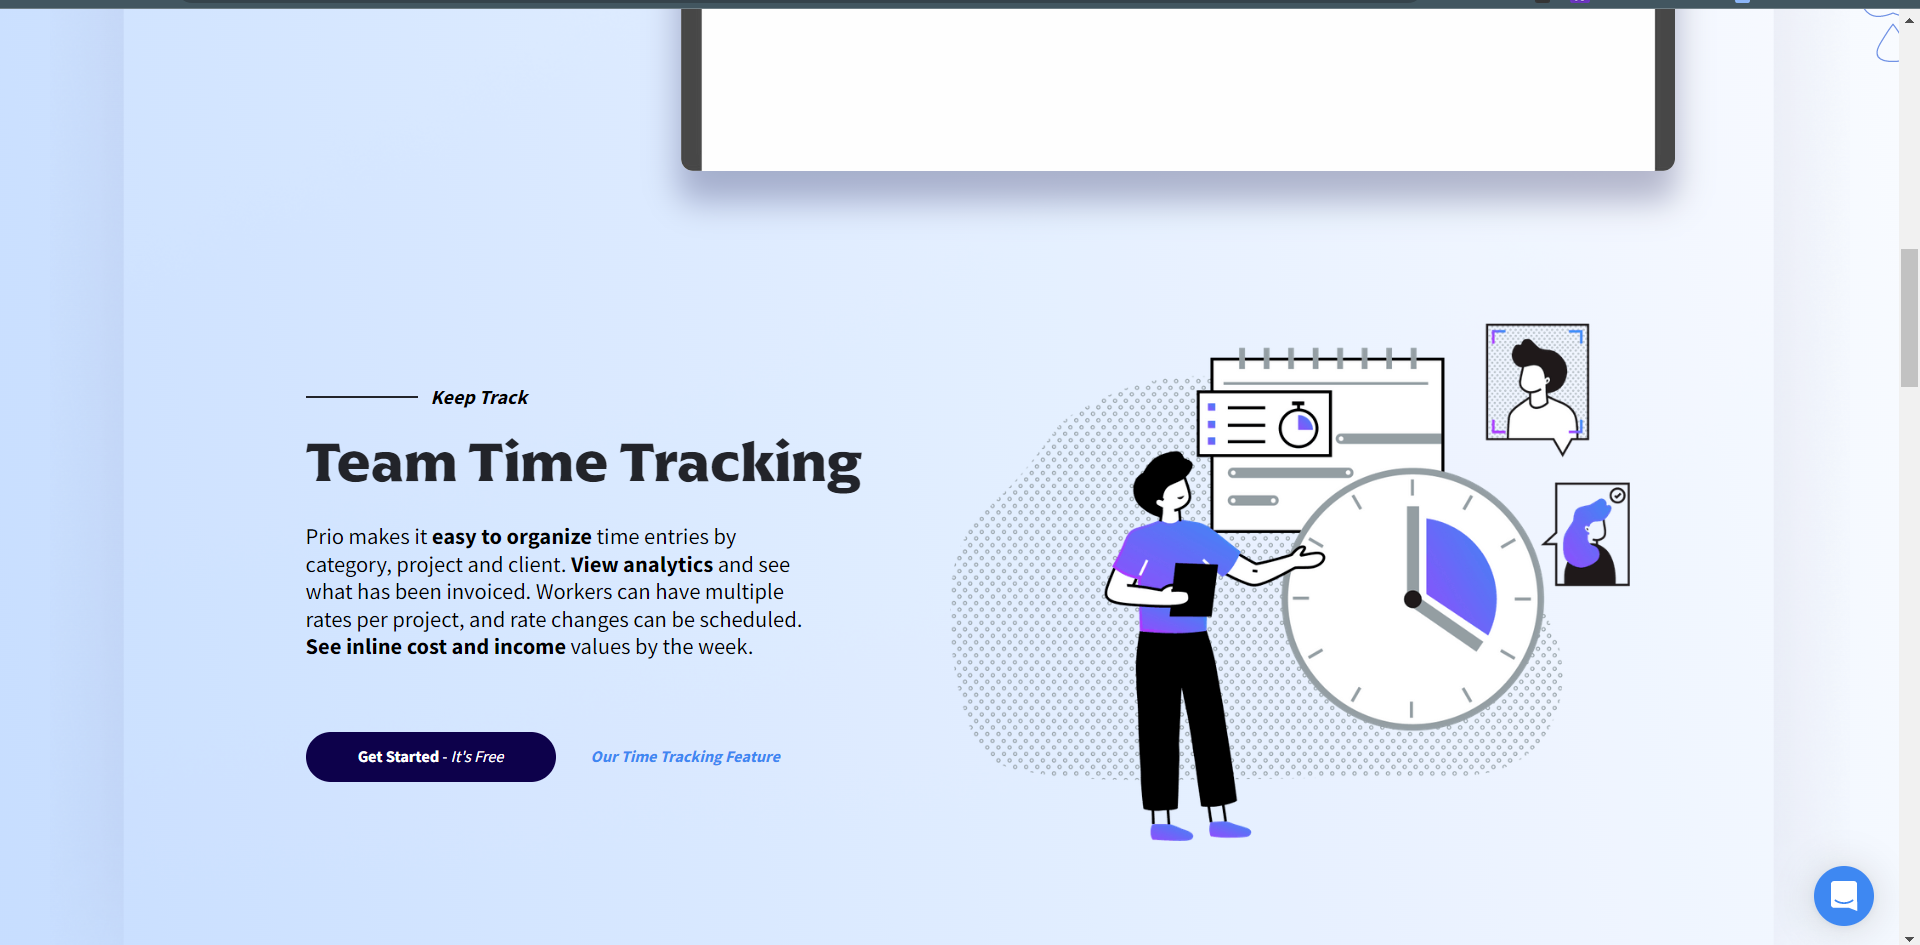 Keep Track
Team Time Tracking
Prio makes it easy to organize time entries by
category, project and client. View analytics and see
what has been invoiced. Workers can have multiple
rates per project, and rate changes can be scheduled.
See inline cost and income values by the week.
Get Started - It's Free
Our Time Tracking Feature